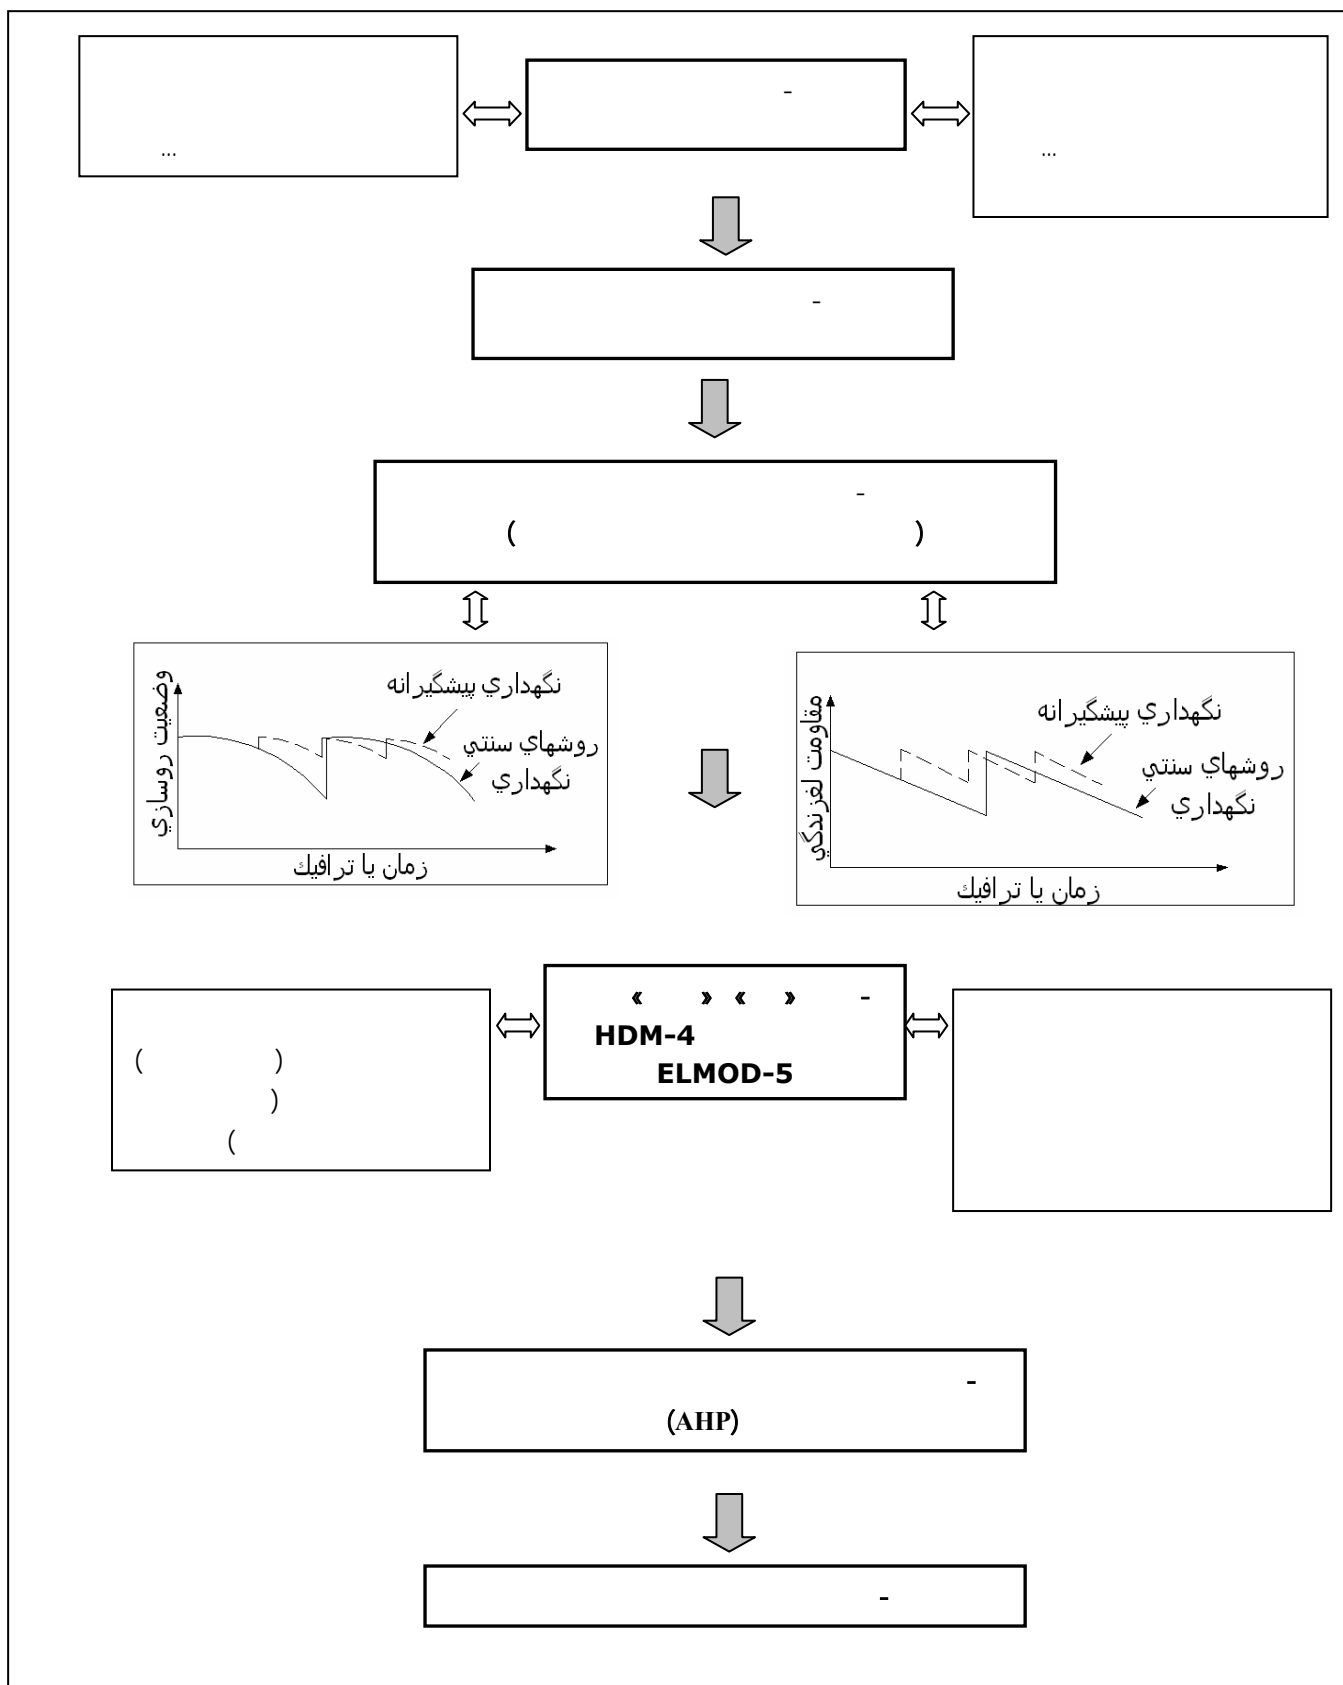 -
...
...
-
-
( )
نگهداري پيشگيرانه
روشهاي سنتي
نگهداري
وضعيت روسازي
زمان يا ترافيك
نگهداري پيشگيرانه
روشهاي سنتي
نگهداري
مقاومت لغزندگي
زمان يا ترافيك
- « » « »
HDM-4
ELMOD-5
( )
)
(
-
(AHP)
-